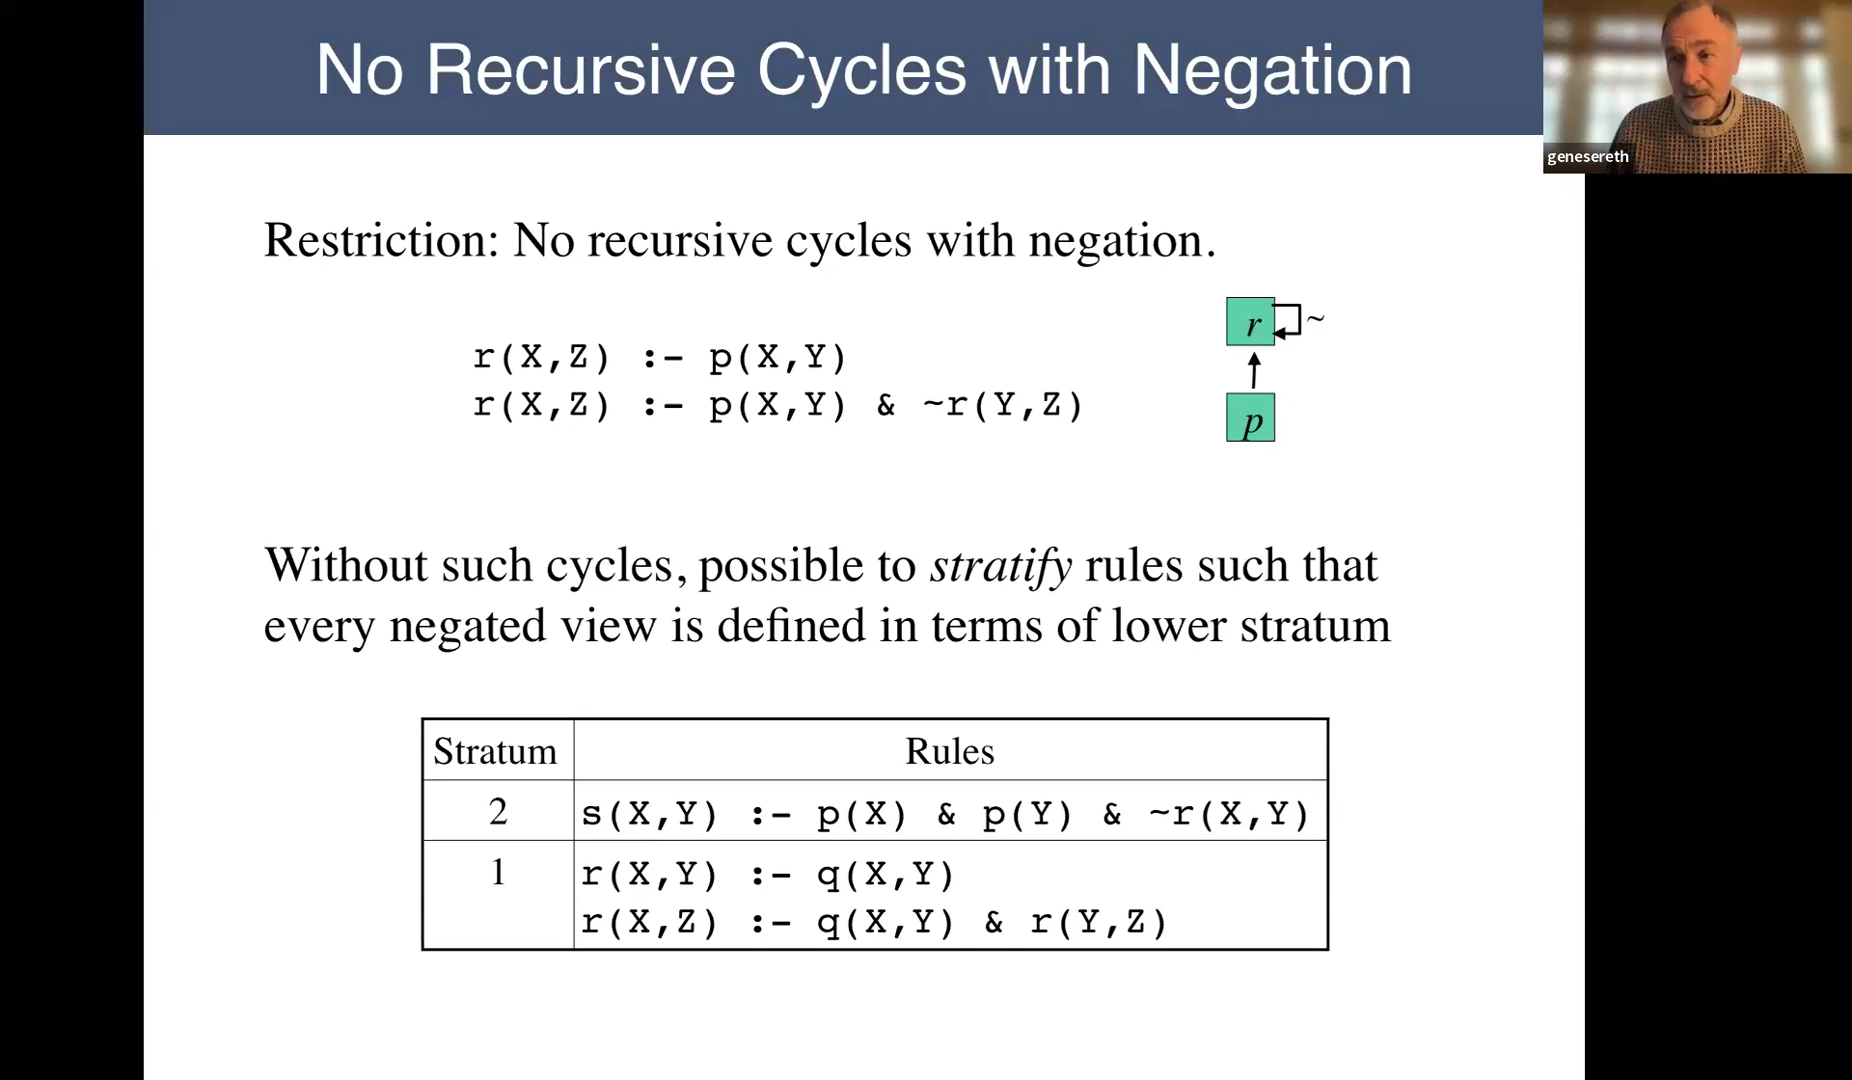 No Recursive Cycles with Negation
genesereth
Restriction: No recursive cycles with negation.
r(X,Z) :- p(X,Y)
r(X,Z) :- p(X,Y) & ~r(Y,Z)
r ~
p
Without such cycles, possible to stratify rules such that
every negated view is defined in terms of lower stratum
Stratum Rules
2 s(X,Y) :- p(X) & p(Y) & ~r(X,Y)
1 r(X,Y) :- q(X,Y)
r(X,Z) :- q(X,Y) & r(Y,Z)